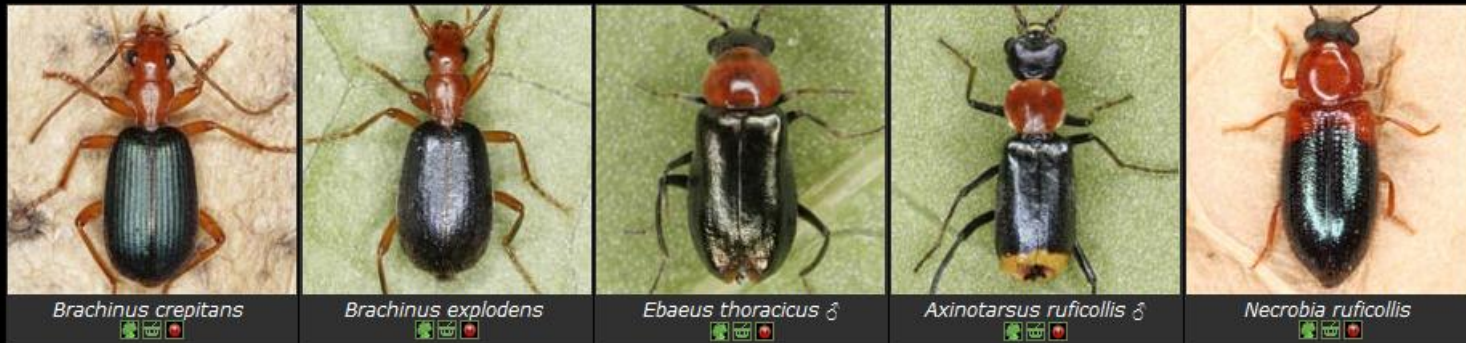 Brachinus crepitans
Brachinus explodens
Ebaeus thoracicus ♂
Axinotarsus ruficollis ♂
Necrobia ruficollis